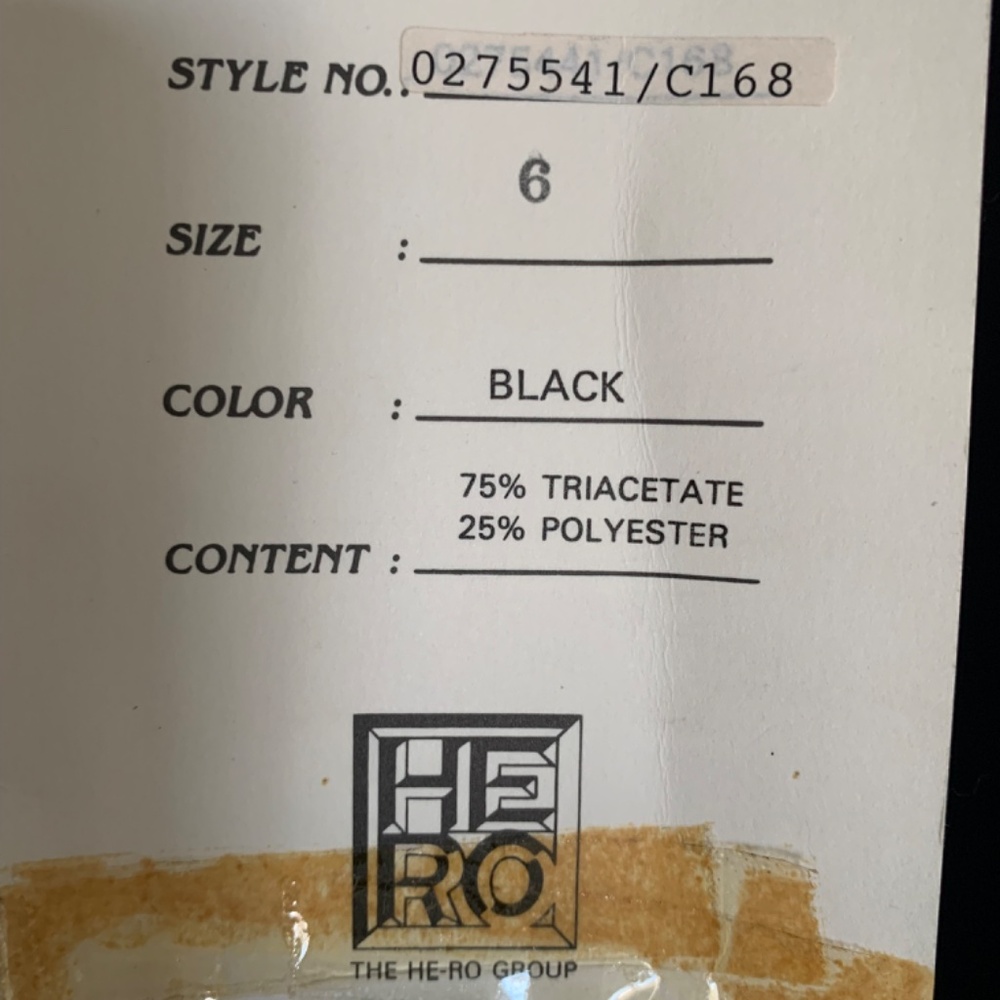 STYLE NO.: 0275541/C168
6
SIZE :
BLACK
COLOR :
75% TRIACETATE
25% POLYESTER
CONTENT :
HE
RO
THE HE-RO GROUP